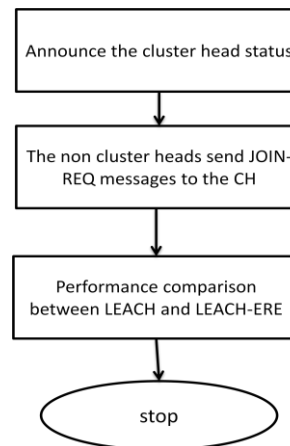 Announce the cluster head status
The non cluster heads send JOIN-
REQ messages to the CH
Performance comparison
between LEACH and LEACH-ERE
stop